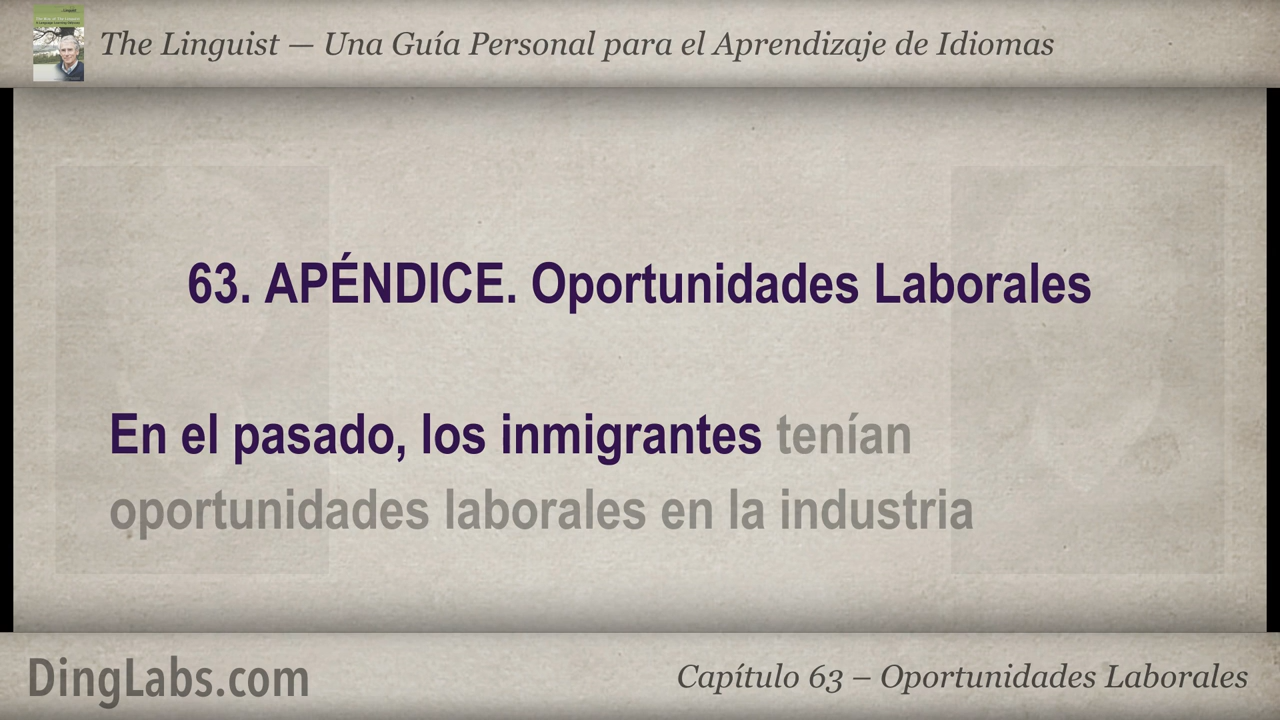 The Linguist — Una Guía Personal para el Aprendizaje de Idiomas
63. APÉNDICE. Oportunidades Laborales
En el pasado, los inmigrantes tenían
oportunidades laborales en la industria
DingLabs.com
Capítulo 63 – Oportunidades Laborales